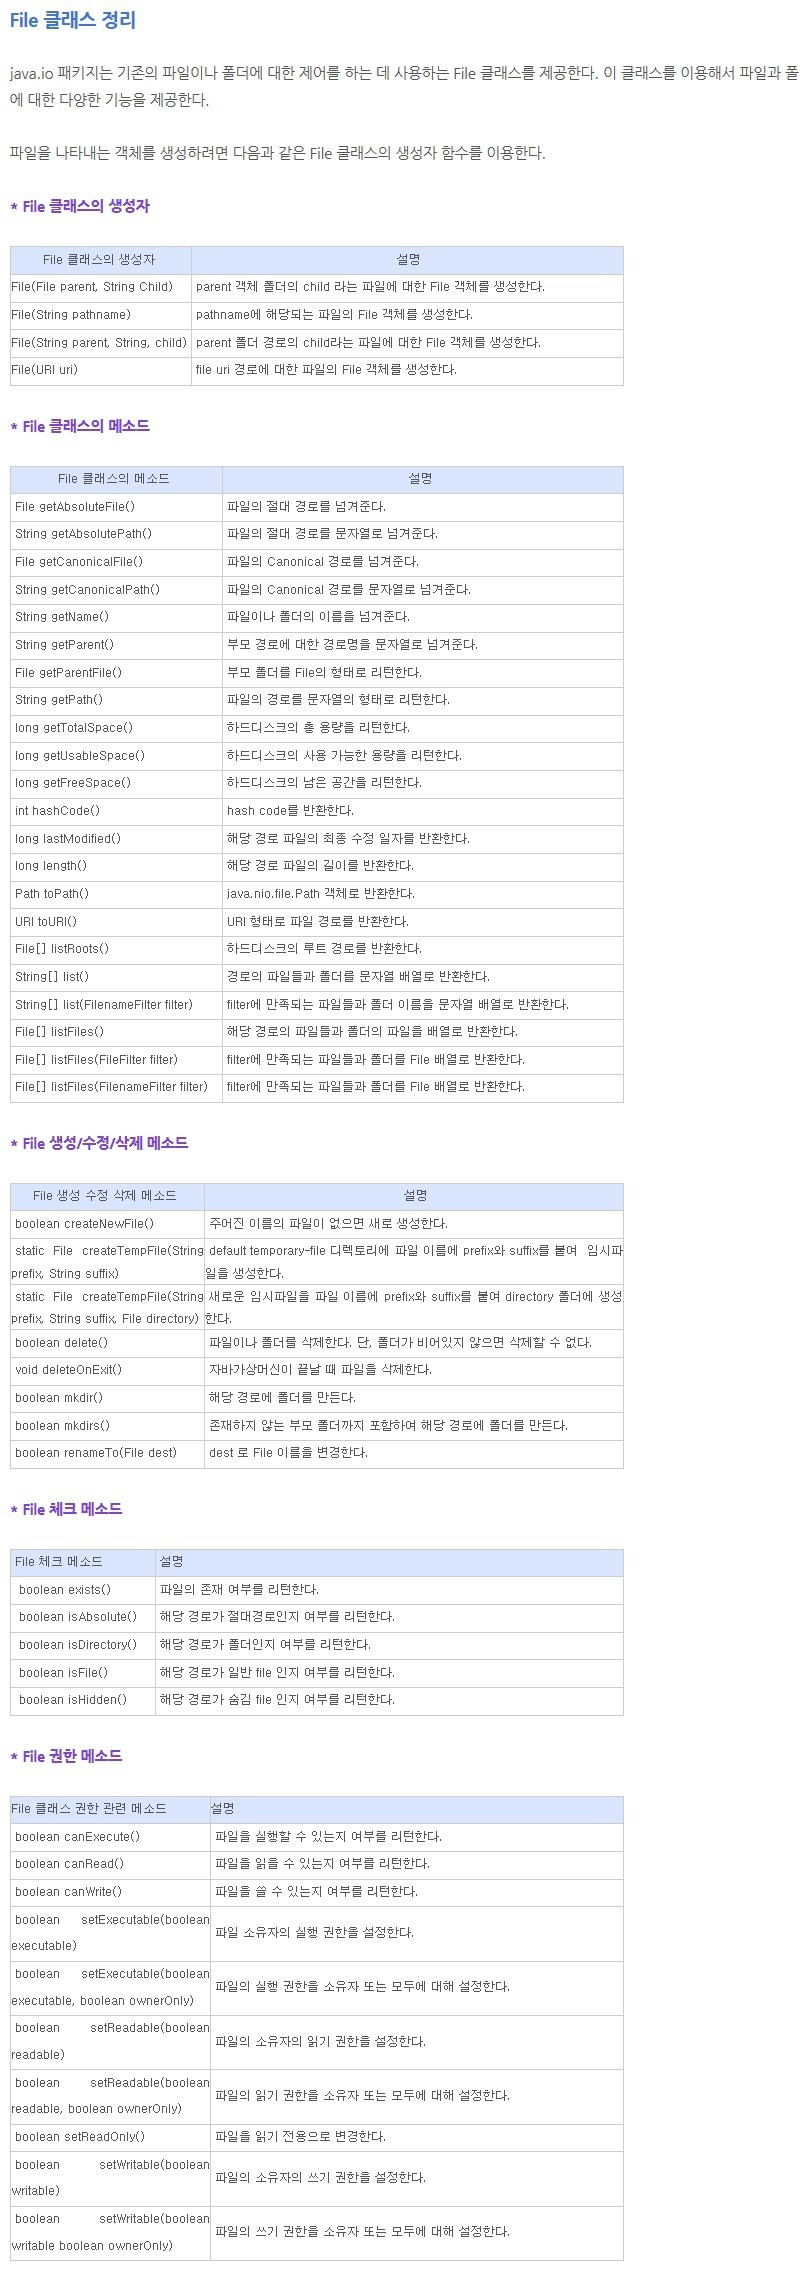 File 클래스 정리
java.io 패키지는 기존의 파일이나 폴더에 대한 제어를 하는 데 사용하는 File 클래스를 제공한다. 이 클래스를 이용해서 파일과 폴
에 대한 다양한 기능을 제공한다.
파일을 나타내는 객체를 생성하려면 다음과 같은 File 클래스의 생성자 함수를 이용한다.
* File 클래스의 생성자
File 클래스의 생성자 설명
File(File parent, String Child) parent 객체 폴더의 child 라는 파일에 대한 File 객체를 생성한다.
File(String pathname) pathname에 해당되는 파일의 File 객체를 생성한다.
File(String parent, String, child) parent 폴더 경로의 child라는 파일에 대한 File 객체를 생성한다.
File(URI uri) file uri 경로에 대한 파일의 File 객체를 생성한다.
* File 클래스의 메소드
File 클래스의 메소드 설명
File getAbsoluteFile() 파일의 절대 경로를 넘겨준다.
String getAbsolutePath() 파일의 절대 경로를 문자열로 넘겨준다.
File getCanonicalFile() 파일의 Canonical 경로를 넘겨준다.
String getCanonicalPath() 파일의 Canonical 경로를 문자열로 넘겨준다.
String getName() 파일이나 폴더의 이름을 넘겨준다.
String getParent() 부모 경로에 대한 경로명을 문자열로 넘겨준다.
File getParentFile() 부모 폴더를 File의 형태로 리턴한다.
String getPath() 파일의 경로를 문자열의 형태로 리턴한다.
long getTotalSpace() 하드디스크의 총 용량을 리턴한다.
long getUsableSpace() 하드디스크의 사용 가능한 용량을 리턴한다.
long getFreeSpace() 하드디스크의 남은 공간을 리턴한다.
int hashCode() hash code를 반환한다.
long lastModified() 해당 경로 파일의 최종 수정 일자를 반환한다.
long length() 해당 경로 파일의 길이를 반환한다.
Path toPath() java.nio.file.Path 객체로 반환한다.
URI toURI() URI 형태로 파일 경로를 반환한다.
File[] listRoots() 하드디스크의 루트 경로를 반환한다.
String[] list() 경로의 파일들과 폴더를 문자열 배열로 반환한다.
String[] list(FilenameFilter filter) filter에 만족되는 파일들과 폴더 이름을 문자열 배열로 반환한다.
File[] listFiles() 해당 경로의 파일들과 폴더의 파일을 배열로 반환한다.
File[] listFiles(FileFilter filter) filter에 만족되는 파일들과 폴더를 File 배열로 반환한다.
File[] listFiles(FilenameFilter filter) filter에 만족되는 파일들과 폴더를 File 배열로 반환한다.
* File 생성/수정/삭제 메소드
File 생성 수정 삭제 메소드 설명
boolean createNewFile() 주어진 이름의 파일이 없으면 새로 생성한다.
static File createTempFile(String default temporary-file 디렉토리에 파일 이름에 prefix와 suffix를 붙여 임시파
prefix, String suffix) 일을 생성한다.
static File createTempFile(String 새로운 임시파일을 파일 이름에 prefix와 suffix를 붙여 directory 폴더에 생성
prefix, String suffix, File directory) 한다.
boolean delete() 파일이나 폴더를 삭제한다. 단, 폴더가 비어있지 않으면 삭제할 수 없다.
void deleteOnExit() 자바가상머신이 끝날 때 파일을 삭제한다.
boolean mkdir() 해당 경로에 폴더를 만든다.
boolean mkdirs() 존재하지 않는 부모 폴더까지 포함하여 해당 경로에 폴더를 만든다.
boolean renameTo(File dest) dest 로 File 이름을 변경한다.
* File 체크 메소드
File 체크 메소드 설명
boolean exists() 파일의 존재 여부를 리턴한다.
boolean isAbsolute() 해당 경로가 절대경로인지 여부를 리턴한다.
boolean isDirectory() 해당 경로가 폴더인지 여부를 리턴한다.
boolean isFile() 해당 경로가 일반 file 인지 여부를 리턴한다.
boolean isHidden() 해당 경로가 숨김 file 인지 여부를 리턴한다.
* File 권한 메소드
File 클래스 권한 관련 메소드 설명
boolean canExecute() 파일을 실행할 수 있는지 여부를 리턴한다.
boolean canRead() 파일을 읽을 수 있는지 여부를 리턴한다.
boolean canWrite() 파일을 쓸 수 있는지 여부를 리턴한다.
boolean setExecutable(boolean
executable) 파일 소유자의 실행 권한을 설정한다.
boolean setExecutable(boolean
executable, boolean ownerOnly) 파일의 실행 권한을 소유자 또는 모두에 대해 설정한다.
boolean setReadable(boolean
readable) 파일의 소유자의 읽기 권한을 설정한다.
boolean setReadable(boolean
readable, boolean ownerOnly) 파일의 읽기 권한을 소유자 또는 모두에 대해 설정한다.
boolean setReadOnly() 파일을 읽기 전용으로 변경한다.
boolean setWritable(boolean
writable) 파일의 소유자의 쓰기 권한을 설정한다.
boolean setWritable(boolean
writable boolean ownerOnly) 파일의 쓰기 권한을 소유자 또는 모두에 대해 설정한다.